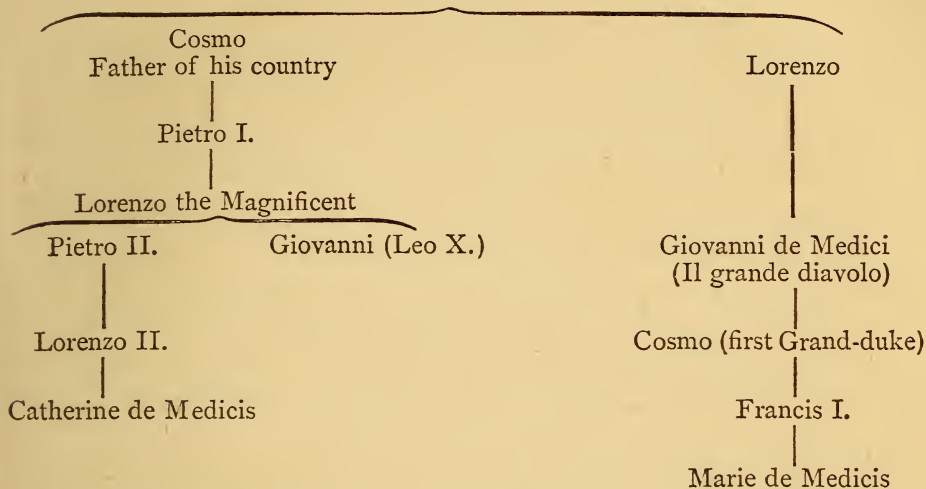 Cosmo
Father of his country
Lorenzo
Pietro I.
Lorenzo the Magnificent
Pietro II.
Giovanni (Leo X.)
Giovanni de Medici
(Il grande diavolo)
Lorenzo II.
Cosmo (first Grand-duke)
Catherine de Medicis
Francis I.
Marie de Medicis